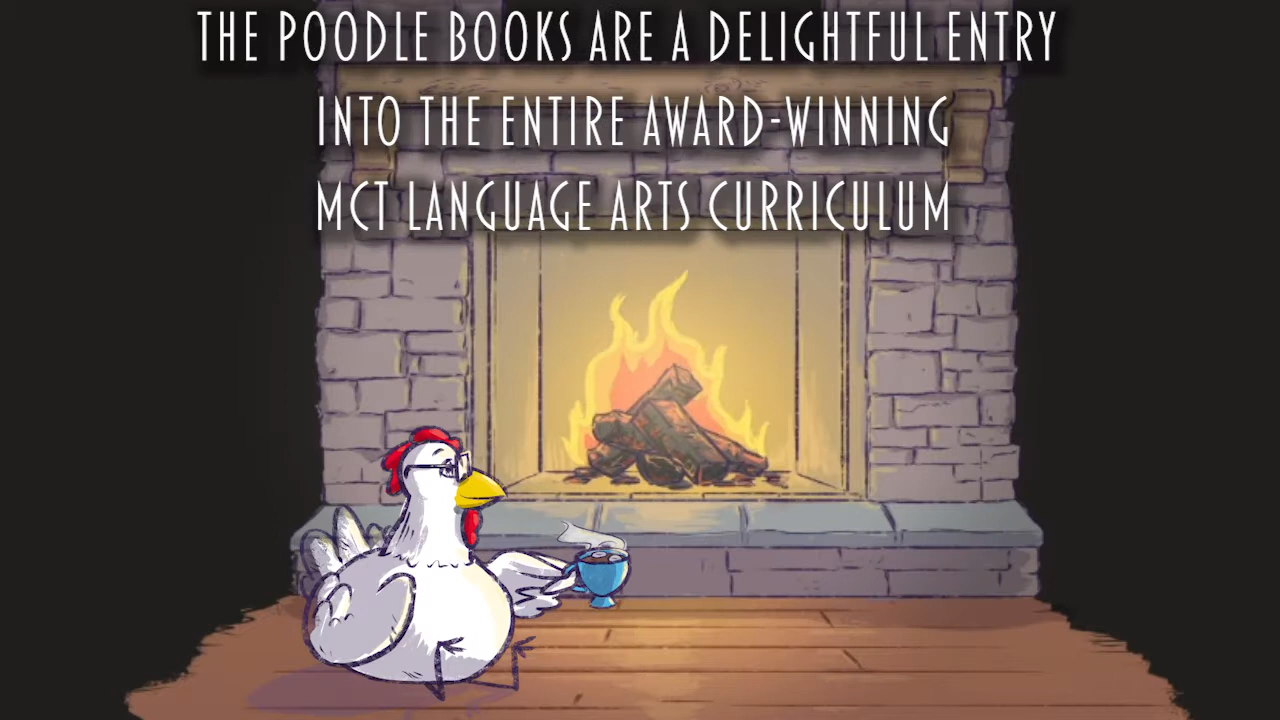 THE POODLE BOOKS ARE A DELIGHTFUL ENTRY
INTO THE ENTIRE AWARD-WINNING
MCT LANGUAGE ARTS CURRICULUM